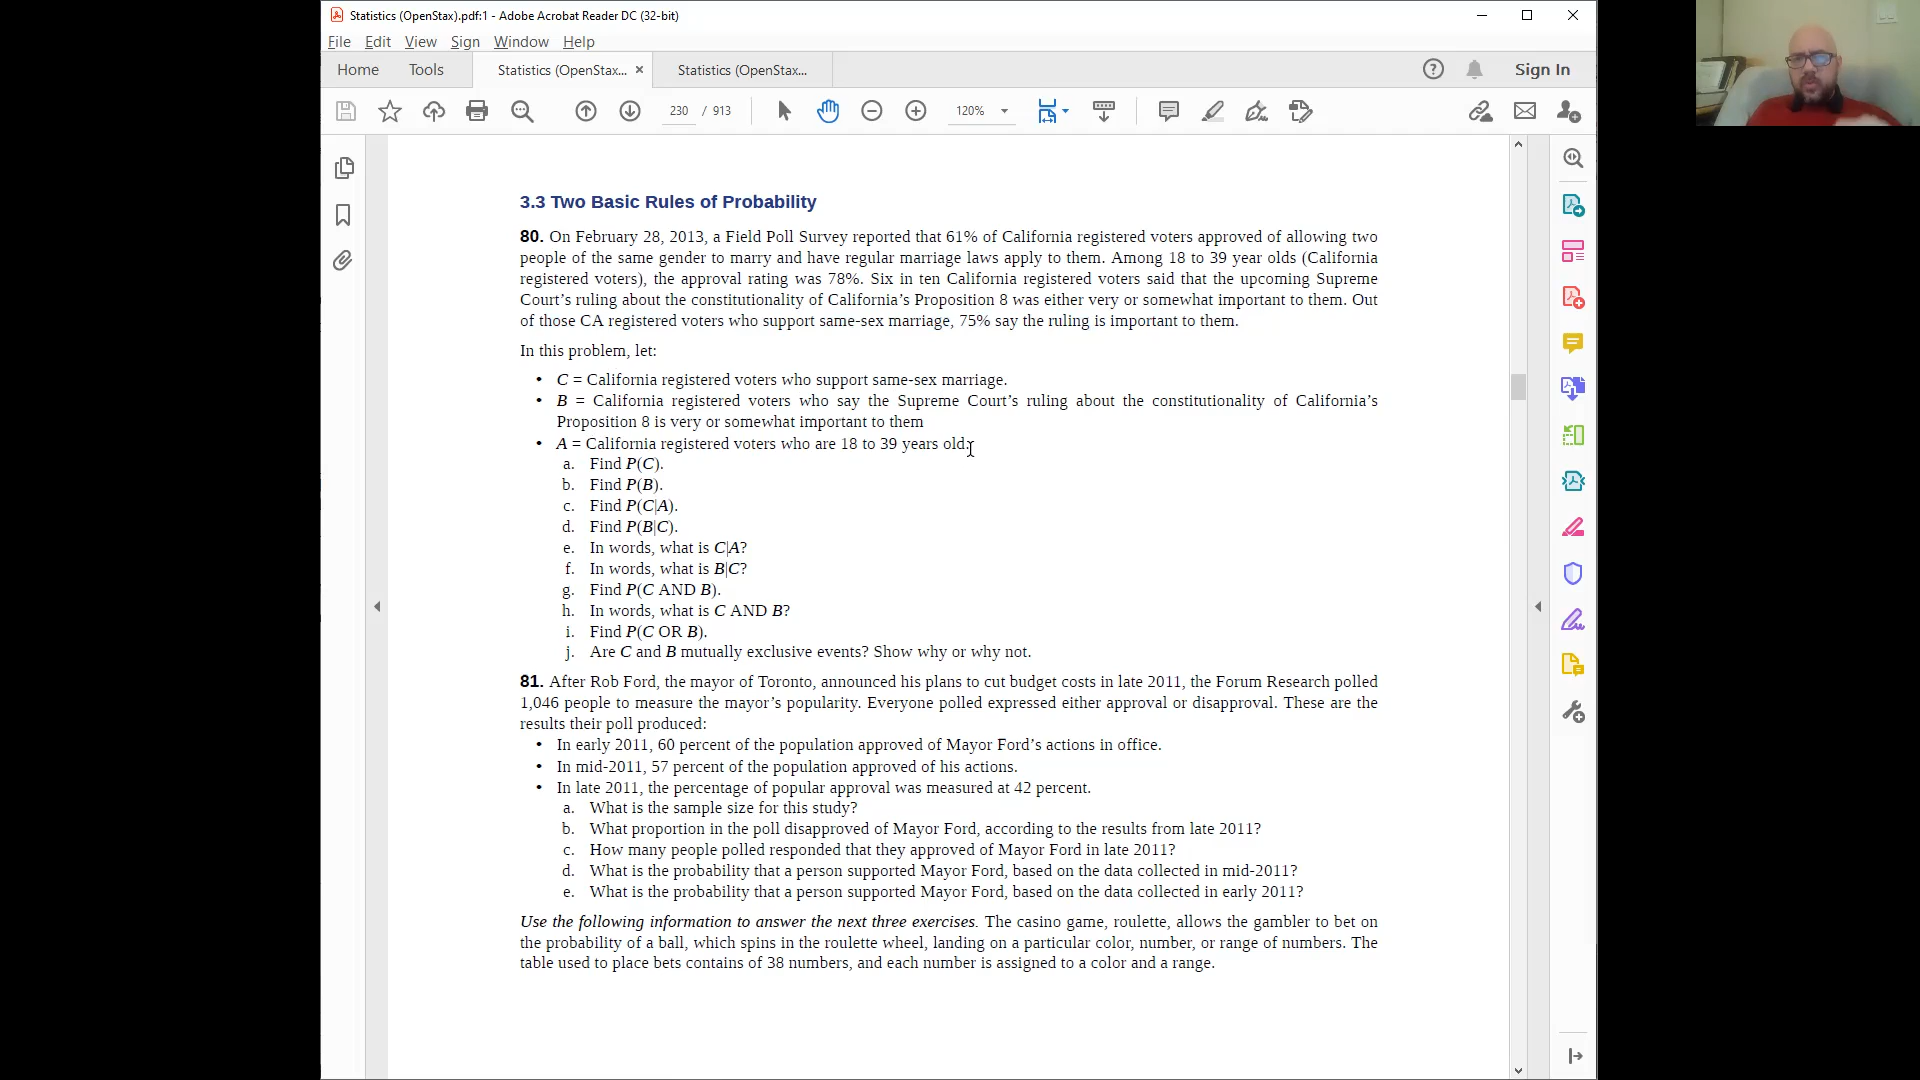 Statistics (OpenStax).pdf:1 - Adobe Acrobat Reader DC (32-bit)
File Edit View Sign Window Help
Home Tools Statistics (OpenStax... × Statistics (OpenStax... Sign In
230 / 913 120%
3.3 Two Basic Rules of Probability
80. On February 28, 2013, a Field Poll Survey reported that 61% of California registered voters approved of allowing two
people of the same gender to marry and have regular marriage laws apply to them. Among 18 to 39 year olds (California
registered voters), the approval rating was 78%. Six in ten California registered voters said that the upcoming Supreme
Court’s ruling about the constitutionality of California’s Proposition 8 was either very or somewhat important to them. Out
of those CA registered voters who support same-sex marriage, 75% say the ruling is important to them.
In this problem, let:
• C = California registered voters who support same-sex marriage.
• B = California registered voters who say the Supreme Court’s ruling about the constitutionality of California’s
Proposition 8 is very or somewhat important to them
• A = California registered voters who are 18 to 39 years old.
a. Find P(C).
b. Find P(B).
c. Find P(C|A).
d. Find P(B|C).
e. In words, what is C|A?
f. In words, what is B|C?
g. Find P(C AND B).
h. In words, what is C AND B?
i. Find P(C OR B).
j. Are C and B mutually exclusive events? Show why or why not.
81. After Rob Ford, the mayor of Toronto, announced his plans to cut budget costs in late 2011, the Forum Research polled
1,046 people to measure the mayor’s popularity. Everyone polled expressed either approval or disapproval. These are the
results their poll produced:
• In early 2011, 60 percent of the population approved of Mayor Ford’s actions in office.
• In mid-2011, 57 percent of the population approved of his actions.
• In late 2011, the percentage of popular approval was measured at 42 percent.
a. What is the sample size for this study?
b. What proportion in the poll disapproved of Mayor Ford, according to the results from late 2011?
c. How many people polled responded that they approved of Mayor Ford in late 2011?
d. What is the probability that a person supported Mayor Ford, based on the data collected in mid-2011?
e. What is the probability that a person supported Mayor Ford, based on the data collected in early 2011?
Use the following information to answer the next three exercises. The casino game, roulette, allows the gambler to bet on
the probability of a ball, which spins in the roulette wheel, landing on a particular color, number, or range of numbers. The
table used to place bets contains of 38 numbers, and each number is assigned to a color and a range.